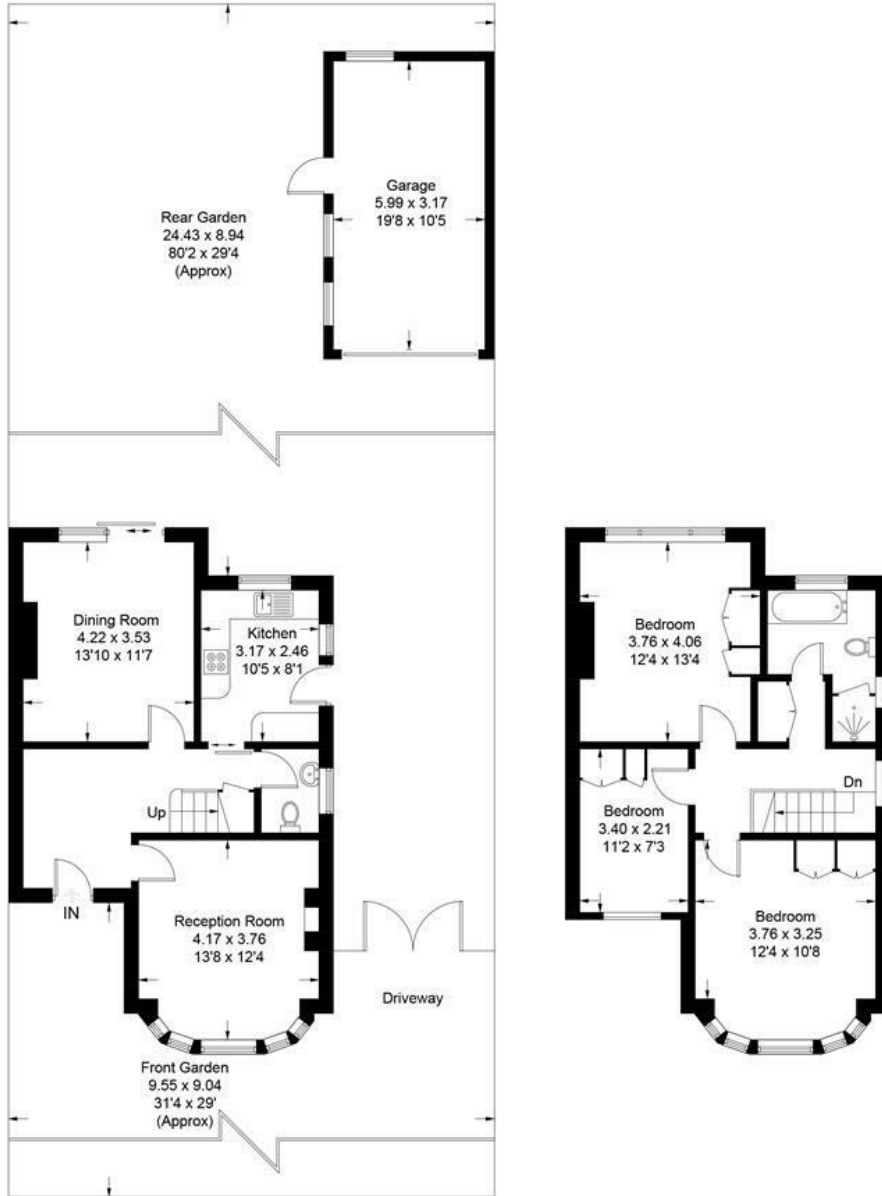 Garage
5.99 x 3.17
19'8 x 10'5
Rear Garden
24.43 x 8.94
80'2 x 29'4
(Approx)
Dining Room
4.22 x 3.53
13'10 x 11'7
Kitchen
3.17 x 2.46
10'5 x 8'1
Up
IN
Reception Room
4.17 x 3.76
13'8 x 12'4
Driveway
Front Garden
9.55 x 9.04
31'4 x 29'
(Approx)
Bedroom
3.76 x 4.06
12'4 x 13'4
Dn
Bedroom
3.40 x 2.21
11'2 x 7'3
Bedroom
3.76 x 3.25
12'4 x 10'8